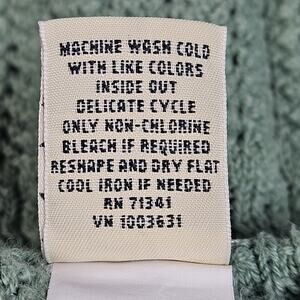 MACHINE WASH COLD
WITH LIKE COLORS
INSIDE OUT
DELICATE CYCLE
ONLY NON-CHLORINE
BLEACH IF REQUIRED
RESHAPE AND DRY FLAT
COOL IRON IF NEEDED
RN 71341
VN 1003631